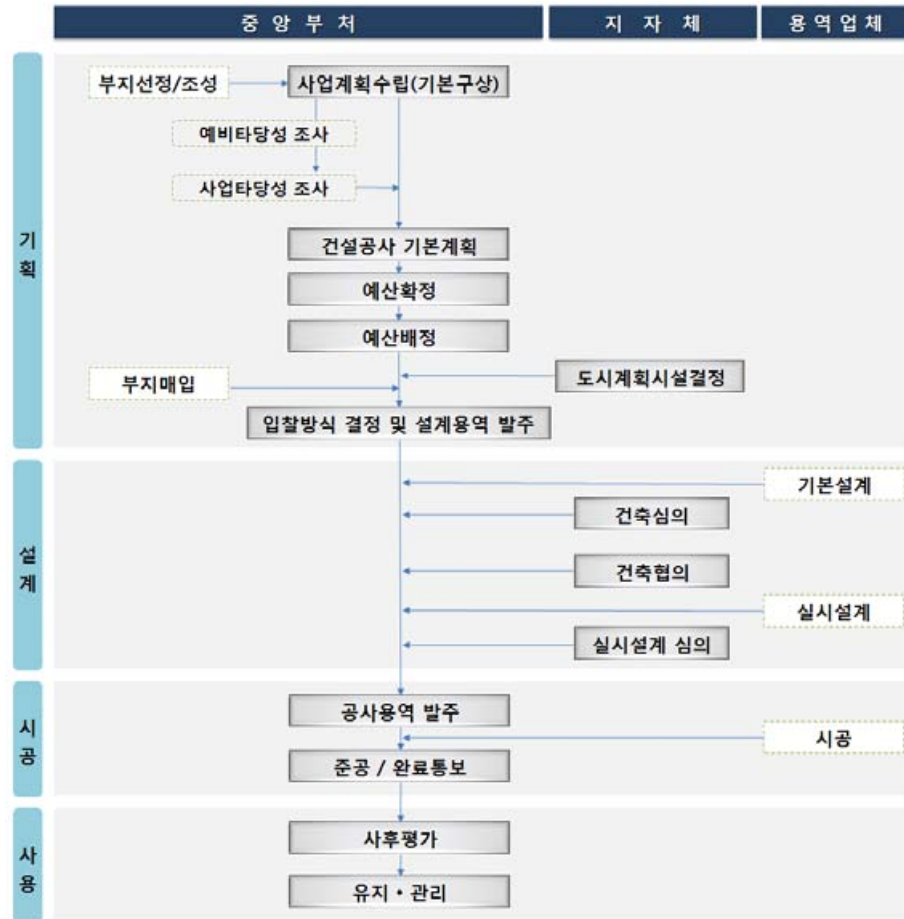 중앙부처 지자체 용역업체
기획
부지선정/조성 사업계획수립(기본구상)
예비타당성 조사
사업타당성 조사
건설공사 기본계획
예산확정
예산배정
도시계획시설결정
부지매입
입찰방식 결정 및 설계용역 발주
설계
기본설계
건축심의
건축협의
실시설계
실시설계 심의
시공
공사용역 발주
시공
준공 / 완료통보
사용
사후평가
유지·관리